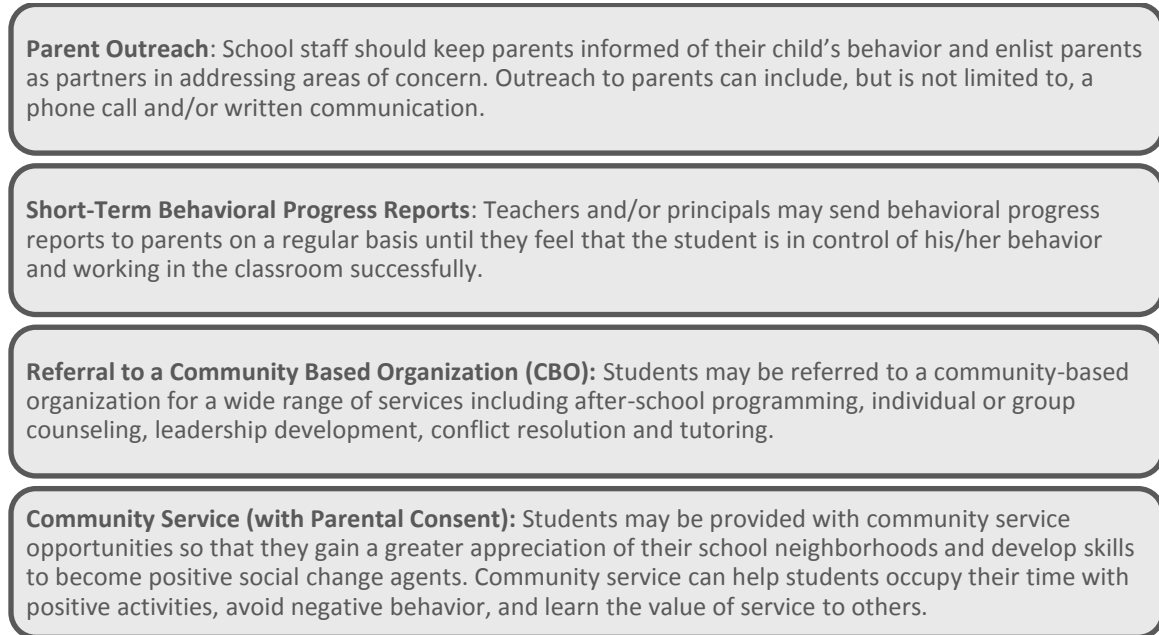 Parent Outreach: School staff should keep parents informed of their child’s behavior and enlist parents
as partners in addressing areas of concern. Outreach to parents can include, but is not limited to, a
phone call and/or written communication.
Short-Term Behavioral Progress Reports: Teachers and/or principals may send behavioral progress
reports to parents on a regular basis until they feel that the student is in control of his/her behavior
and working in the classroom successfully.
Referral to a Community Based Organization (CBO): Students may be referred to a community-based
organization for a wide range of services including after-school programming, individual or group
counseling, leadership development, conflict resolution and tutoring.
Community Service (with Parental Consent): Students may be provided with community service
opportunities so that they gain a greater appreciation of their school neighborhoods and develop skills
to become positive social change agents. Community service can help students occupy their time with
positive activities, avoid negative behavior, and learn the value of service to others.